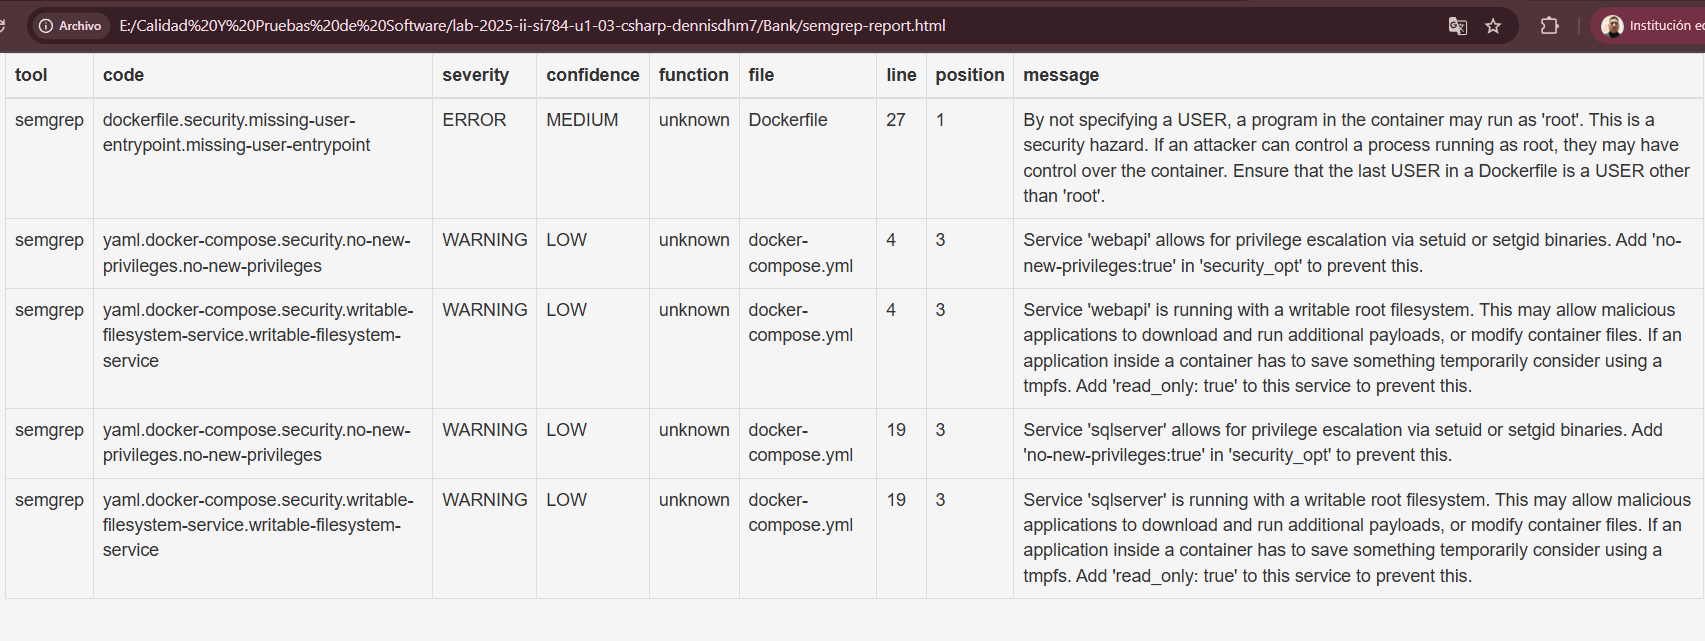 Archivo E:/Calidad%20Y%20Pruebas%20de%20Software/lab-2025-ii-si784-u1-03-csharp-dennisdhm7/Bank/semgrep-report.html Institución
tool code severity confidence function file line position message
semgrep dockerfile.security.missing-user- ERROR MEDIUM unknown Dockerfile 27 1 By not specifying a USER, a program in the container may run as 'root'. This is a
entrypoint.missing-user-entrypoint security hazard. If an attacker can control a process running as root, they may have
control over the container. Ensure that the last USER in a Dockerfile is a USER other
than 'root'.
semgrep yaml.docker-compose.security.no-new- WARNING LOW unknown docker- 4 3 Service 'webapi' allows for privilege escalation via setuid or setgid binaries. Add 'no-
privileges.no-new-privileges compose.yml new-privileges:true' in 'security_opt' to prevent this.
semgrep yaml.docker-compose.security.writable- WARNING LOW unknown docker- 4 3 Service 'webapi' is running with a writable root filesystem. This may allow malicious
filesystem-service.writable-filesystem- compose.yml applications to download and run additional payloads, or modify container files. If an
service application inside a container has to save something temporarily consider using a
tmpfs. Add 'read_only: true' to this service to prevent this.
semgrep yaml.docker-compose.security.no-new- WARNING LOW unknown docker- 19 3 Service 'sqlserver' allows for privilege escalation via setuid or setgid binaries. Add
privileges.no-new-privileges compose.yml 'no-new-privileges:true' in 'security_opt' to prevent this.
semgrep yaml.docker-compose.security.writable- WARNING LOW unknown docker- 19 3 Service 'sqlserver' is running with a writable root filesystem. This may allow malicious
filesystem-service.writable-filesystem- compose.yml applications to download and run additional payloads, or modify container files. If an
service application inside a container has to save something temporarily consider using a
tmpfs. Add 'read_only: true' to this service to prevent this.